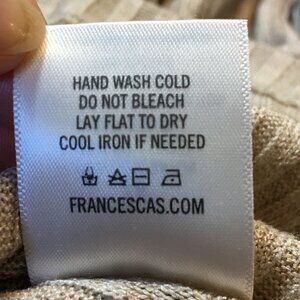 HAND WASH COLD
DO NOT BLEACH
LAY FLAT TO DRY
COOL IRON IF NEEDED
FRANCESCAS.COM